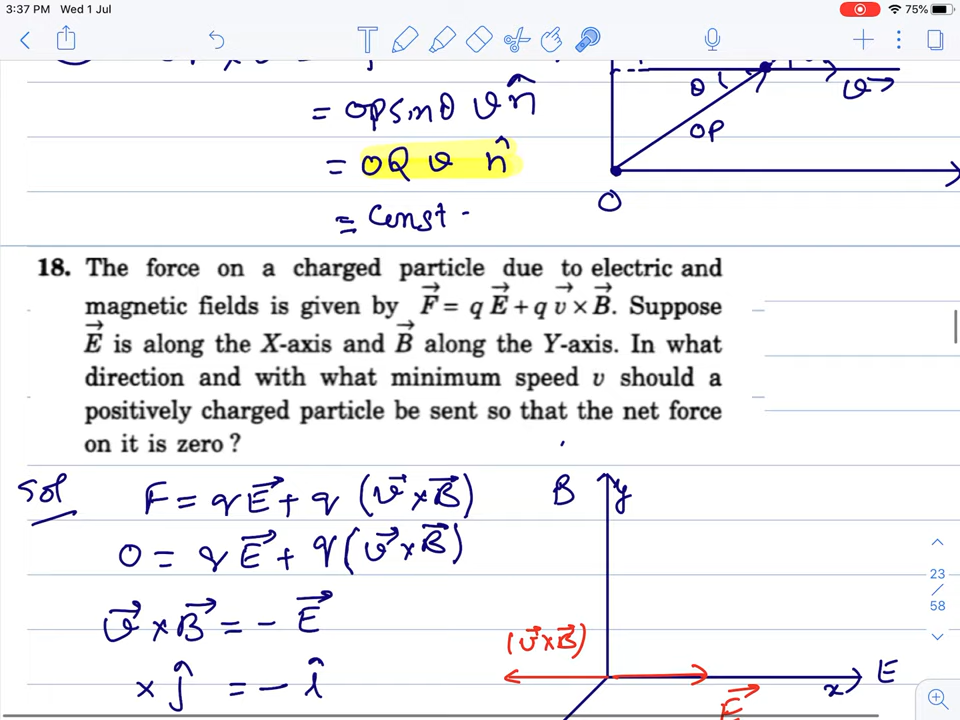 3:37 PM Wed 1 Jul
75%
T
= OP sinθ v n̂
= OQ v n̂
= Const.
θ
v→
OP
O
18. The force on a charged particle due to electric and
magnetic fields is given by F→ = q E→ + q v→ × B→. Suppose
E→ is along the X-axis and B→ along the Y-axis. In what
direction and with what minimum speed v should a
positively charged particle be sent so that the net force
on it is zero ?
Sol
F = qE→ + q (v→ × B→)
0 = qE→ + q (v→ × B→)
v→ × B→ = - E→
× ĵ = - î
B
y
(v→ × B→)
E
x
E→
23
/
58